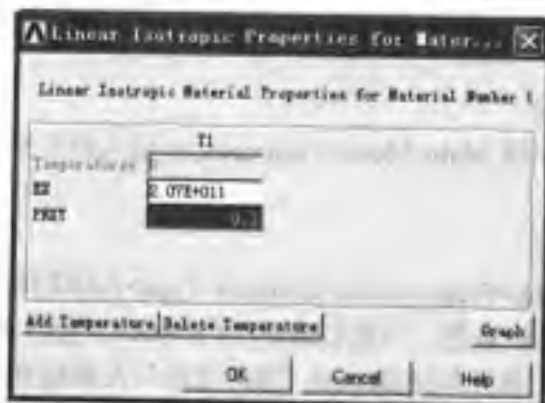 Linear Isotropic Properties for Mater...
Linear Isotropic Material Properties for Material Number 1
T1
Temperatures 0
EX 2.07E+011
PRXY 0.3
Add Temperature Delete Temperature Graph
OK Cancel Help